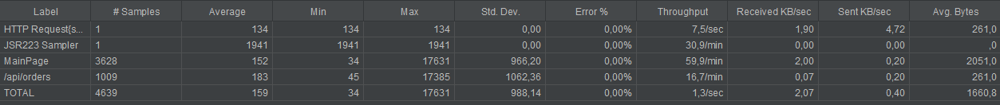 Label # Samples Average Min Max Std. Dev. Error % Throughput Received KB/sec Sent KB/sec Avg. Bytes
HTTP Request{s... 1 134 134 134 0,00 0,00% 7,5/sec 1,90 4,72 261,0
JSR223 Sampler 1 1941 1941 1941 0,00 0,00% 30,9/min 0,00 0,00 ,0
MainPage 3628 152 34 17631 966,20 0,00% 59,9/min 2,00 0,20 2051,0
/api/orders 1009 183 45 17385 1062,36 0,00% 16,7/min 0,07 0,20 261,0
TOTAL 4639 159 34 17631 988,14 0,00% 1,3/sec 2,07 0,40 1660,8